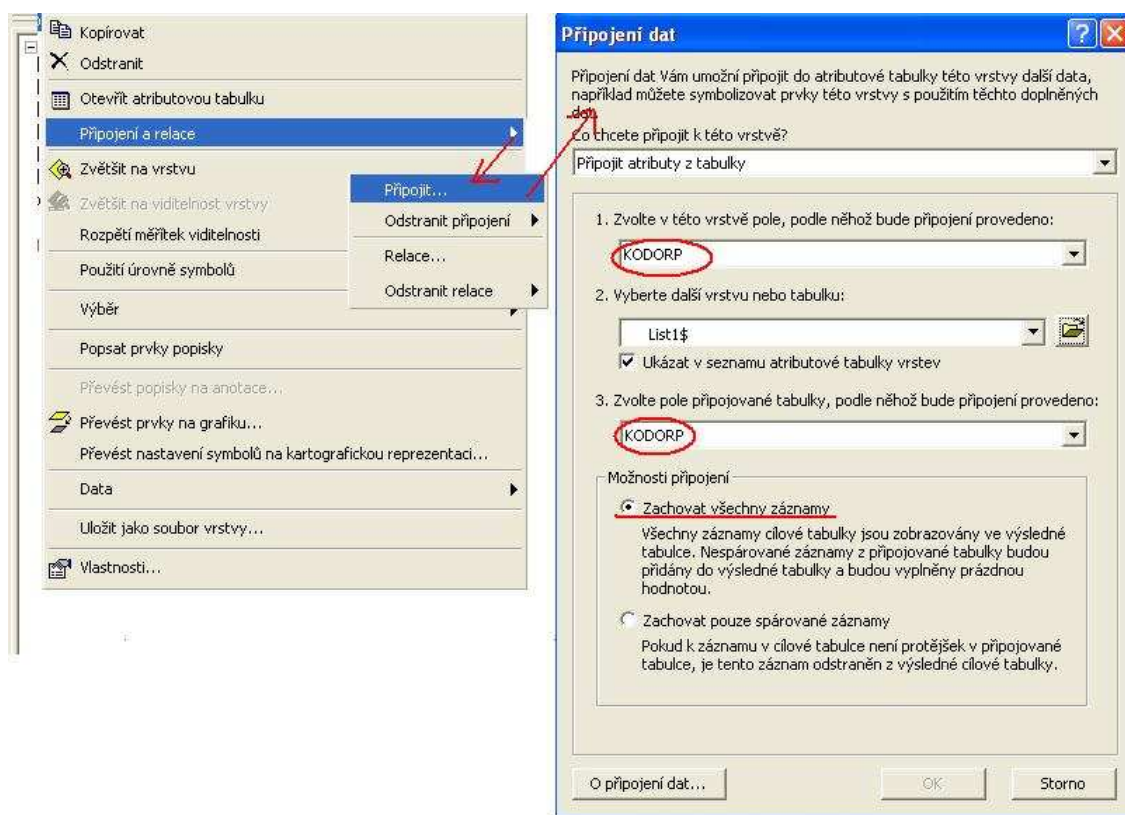 Kopírovat
Odstranit
Otevřít atributovou tabulku
Připojení a relace
Zvětšit na vrstvu
Zvětšit na viditelnost vrstvy
Rozpětí měřítek viditelnosti
Použití úrovně symbolů
Výběr
Popsat prvky popisky
Převést popisky na anotace...
Převést prvky na grafiku...
Převést nastavení symbolů na kartografickou reprezentaci...
Data
Uložit jako soubor vrstvy...
Vlastnosti...
Připojit...
Odstranit připojení
Relace...
Odstranit relace
Připojení dat
Připojení dat Vám umožní připojit do atributové tabulky této vrstvy další data,
například můžete symbolizovat prvky této vrstvy s použitím těchto doplněných
dat.
Co chcete připojit k této vrstvě?
Připojit atributy z tabulky
1. Zvolte v této vrstvě pole, podle něhož bude připojení provedeno:
KODORP
2. Vyberte další vrstvu nebo tabulku:
List1$
Ukázat v seznamu atributové tabulky vrstev
3. Zvolte pole připojované tabulky, podle něhož bude připojení provedeno:
KODORP
Možnosti připojení
Zachovat všechny záznamy
Všechny záznamy cílové tabulky jsou zobrazovány ve výsledné
tabulce. Nespárované záznamy z připojované tabulky budou
přidány do výsledné tabulky a budou vyplněny prázdnou
hodnotou.
Zachovat pouze spárované záznamy
Pokud k záznamu v cílové tabulce není protějšek v připojované
tabulce, je tento záznam odstraněn z výsledné cílové tabulky.
O připojení dat...
OK
Storno